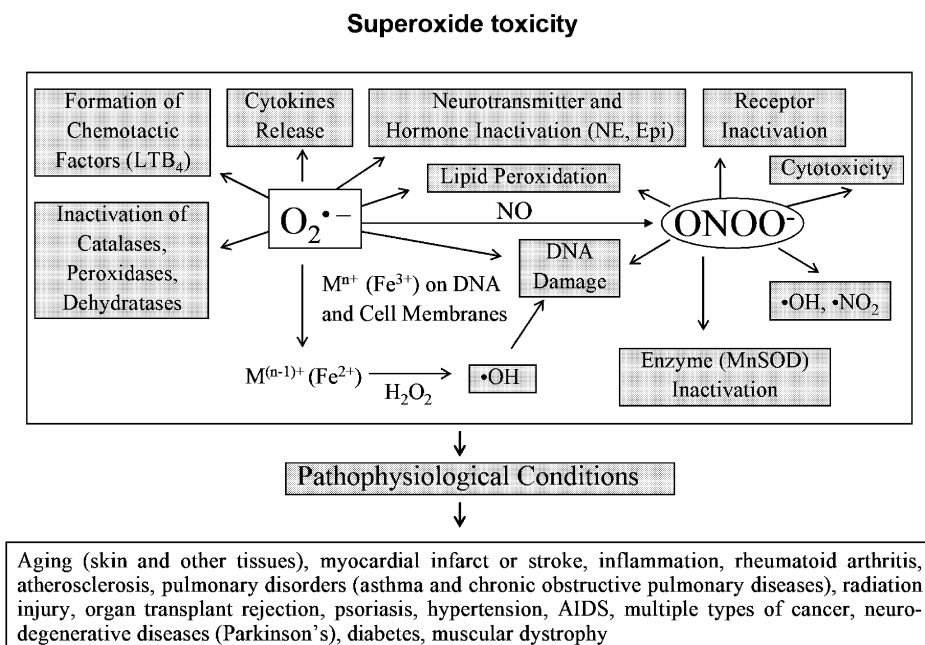 Superoxide toxicity
Formation of
Chemotactic
Factors (LTB₄)
Cytokines
Release
Neurotransmitter and
Hormone Inactivation (NE, Epi)
Receptor
Inactivation
Lipid Peroxidation
Cytotoxicity
Inactivation of
Catalases,
Peroxidases,
Dehydratases
O₂•−
NO
ONOO⁻
DNA
Damage
Mⁿ⁺ (Fe³⁺) on DNA
and Cell Membranes
•OH, •NO₂
M⁽ⁿ⁻¹⁾⁺ (Fe²⁺)
H₂O₂
•OH
Enzyme (MnSOD)
Inactivation
Pathophysiological Conditions
Aging (skin and other tissues), myocardial infarct or stroke, inflammation, rheumatoid arthritis,
atherosclerosis, pulmonary disorders (asthma and chronic obstructive pulmonary diseases), radiation
injury, organ transplant rejection, psoriasis, hypertension, AIDS, multiple types of cancer, neuro-
degenerative diseases (Parkinson's), diabetes, muscular dystrophy